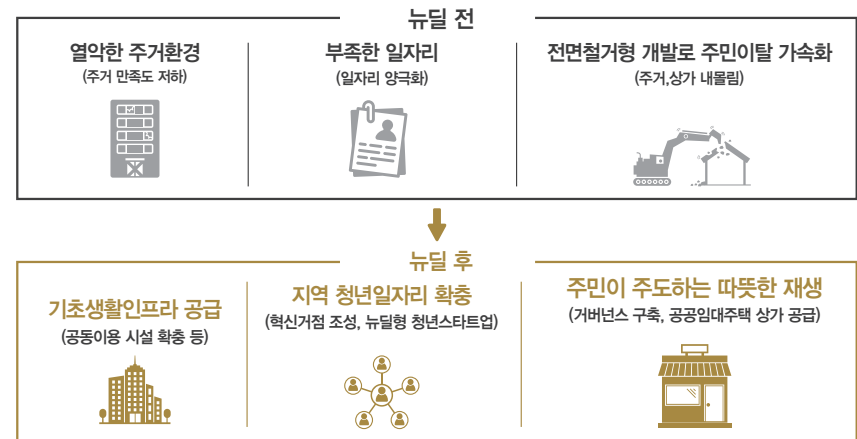 뉴딜 전
열악한 주거환경
(주거 만족도 저하)
부족한 일자리
(일자리 양극화)
전면철거형 개발로 주민이탈 가속화
(주거,상가 내몰림)
뉴딜 후
기초생활인프라 공급
(공동이용 시설 확충 등)
지역 청년일자리 확충
(혁신거점 조성, 뉴딜형 청년스타트업)
주민이 주도하는 따뜻한 재생
(거버넌스 구축, 공공임대주택 상가 공급)